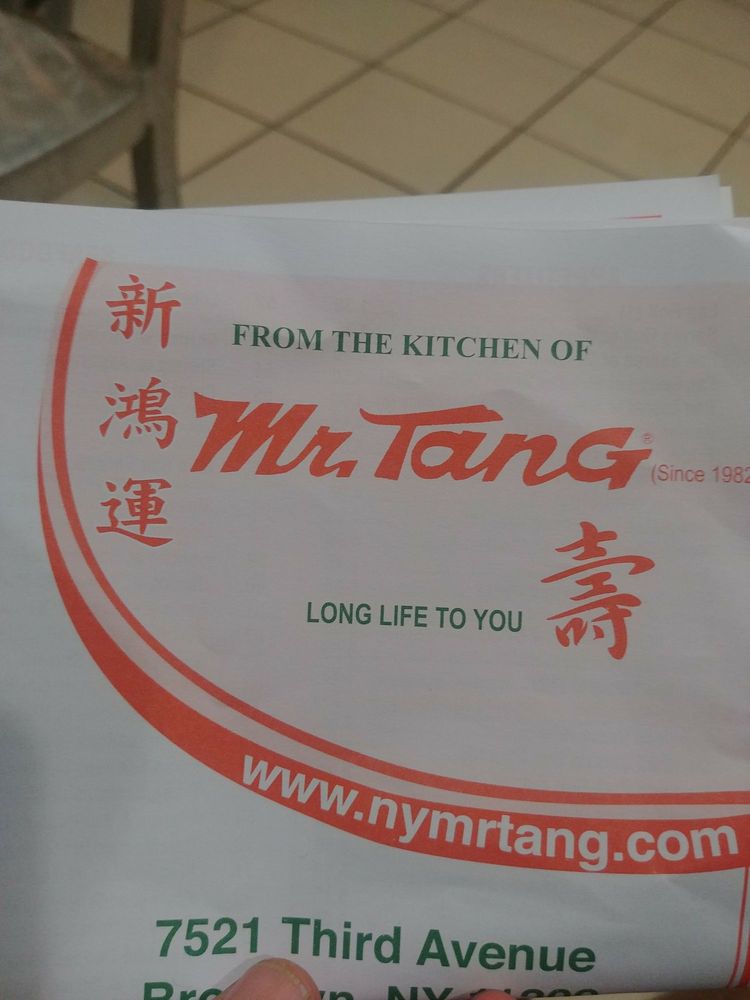 新鴻運
FROM THE KITCHEN OF
Mr. Tang®
(Since 1982
LONG LIFE TO YOU
壽
www.nymrtang.com
7521 Third Avenue
NY